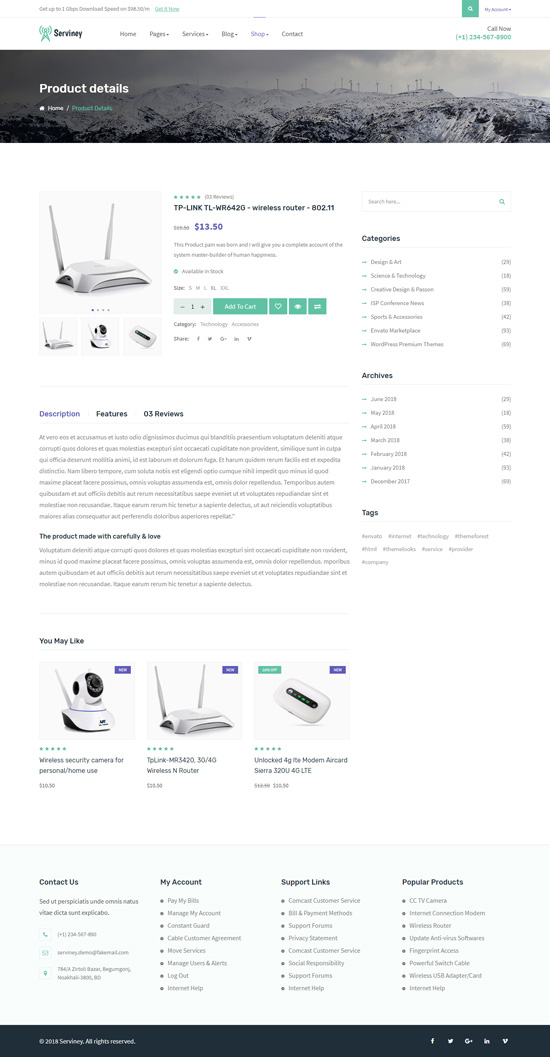 Get up to 1 Gbps Download Speed on $98.50/m Get It Now
My Account
Serviney
Home Pages Services Blog Shop Contact
Call Now
(+1) 234-567-8900
Product details
Home / Product Details
★★★★★ (03 Reviews)
TP-LINK TL-WR642G - wireless router - 802.11
$19.50 $13.50
This Product pain was born and I will give you a complete account of the
system master-builder of human happiness.
Available in Stock
Size: S M L XL XXL
− 1 + Add To Cart
Category: Technology Accessories
Share:
Search here...
Categories
Design & Art (29)
Science & Technology (18)
Creative Design & Passon (59)
ISP Conference News (38)
Sports & Accessories (42)
Envato Marketplace (93)
WordPress Premium Themes (69)
Archives
June 2018 (29)
May 2018 (18)
April 2018 (59)
March 2018 (38)
February 2018 (42)
January 2018 (93)
December 2017 (69)
Tags
#envato #internet #technology #themeforest
#html #themelooks #service #provider
#company
Description Features 03 Reviews
At vero eos et accusamus et iusto odio dignissimos ducimus qui blanditiis praesentium voluptatum deleniti atque
corrupti quos dolores et quas molestias excepturi sint occaecati cupiditate non provident, similique sunt in culpa
qui officia deserunt mollitis animi, id est laborum et dolorum fuga. Et harum quidem rerum facilis est et expedita
distinctio. Nam libero tempore, cum soluta nobis est eligendi optio cumque nihil impedit quo minus id quod
maxime placeat facere possimus, omnis voluptas assumenda est, omnis dolor repellendus. Temporibus autem
quibusdam et aut officiis debitis aut rerum necessitatibus saepe eveniet ut et voluptates repudiandae sint et
molestiae non recusandae. Itaque earum rerum hic tenetur a sapiente delectus, ut aut reiciendis voluptatibus
maiores alias consequatur aut perferendis doloribus asperiores repellat."
The product made with carefully & love
Voluptatum deleniti atque corrupti quos dolores et quas molestias excepturi sint occaecati cupiditate non rovident,
minus id quod maxime placeat facere possimus, omnis voluptas assumenda est, omnis dolor repellendus. mporibus
autem quibusdam et aut officiis debitis aut rerum necessitatibus saepe eveniet ut et voluptates repudiandae sint et
molestiae non recusandae. Itaque earum rerum hic tenetur a sapiente delectus.
You May Like
NEW
NEW
NEW
★★★★★
Wireless security camera for
personal/home use
$10.50
★★★★★
TpLink-MR3420, 3G/4G
Wireless N Router
$10.50
★★★★★
Unlocked 4g lte Modem Aircard
Sierra 320U 4G LTE
$10.50
Contact Us
Sed ut perspiciatis unde omnis natus
vitae dicta sunt explicabo.
(+1) 234-567-890
serviney.demo@fakemail.com
784/A Zirtoli Bazar, Begumgonj,
Noakhali-3800, BD
My Account
Pay My Bills
Manage My Account
Constant Guard
Cable Customer Agreement
Move Services
Manage Users & Alerts
Log Out
Internet Help
Support Links
Comcast Customer Service
Bill & Payment Methods
Support Forums
Privacy Statement
Comcast Customer Service
Social Responsibility
Support Forums
Internet Help
Popular Products
CC TV Camera
Internet Connection Modem
Wireless Router
Update Anti-virus Softwares
Fingerprint Access
Powerful Switch Cable
Wireless USB Adapter/Card
Internet Help
© 2018 Serviney. All rights reserved.